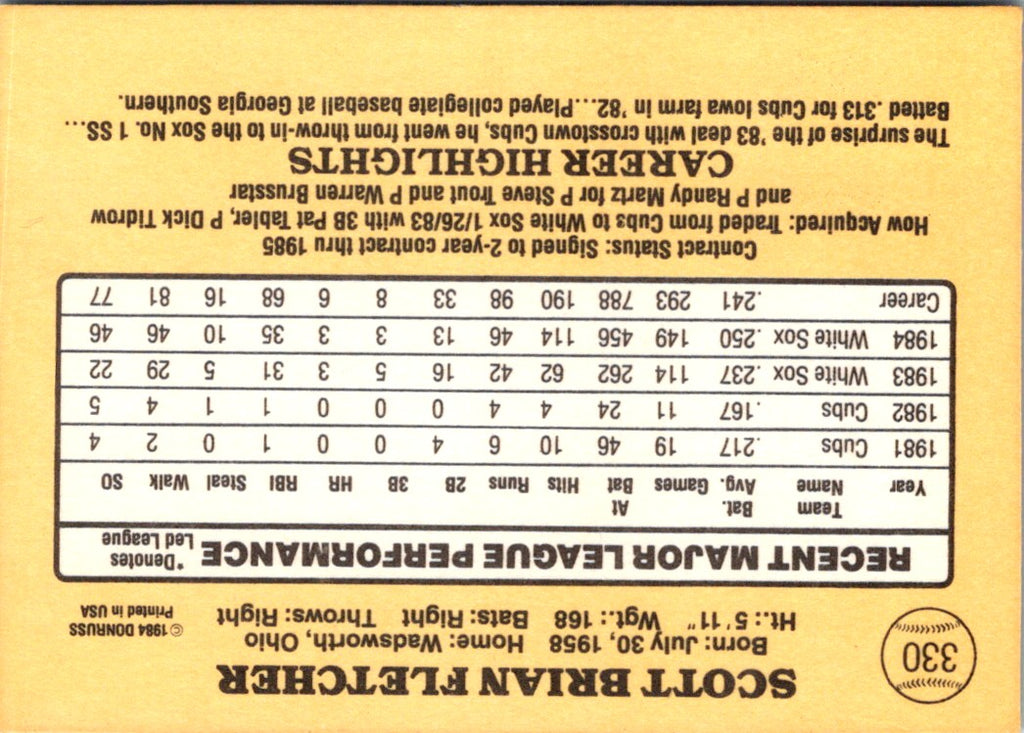 330
SCOTT BRIAN FLETCHER
Born: July 30, 1958 Home: Wadsworth, Ohio
Ht.: 5'11" Wgt.: 168 Bats: Right Throws: Right
©1984 DONRUSS
Printed in USA
RECENT MAJOR LEAGUE PERFORMANCE
*Denotes
Led League
Year Team Name Bat. Avg. Games At Bat Hits Runs 2B 3B HR RBI Steal Walk SO
1981 Cubs .217 19 46 10 6 4 0 0 1 0 2 4
1982 Cubs .167 11 24 4 4 0 0 0 1 1 4 5
1983 White Sox .237 114 262 62 42 16 5 3 31 5 29 22
1984 White Sox .250 149 456 114 46 13 3 3 35 10 46 46
Career .241 293 788 190 98 33 8 6 68 16 81 77
Contract Status: Signed to 2-year contract thru 1985
How Acquired: Traded from Cubs to White Sox 1/26/83 with 3B Pat Tabler, P Dick Tidrow
and P Randy Martz for P Steve Trout and P Warren Brusstar
CAREER HIGHLIGHTS
The surprise of the '83 deal with crosstown Cubs, he went from throw-in to the Sox No. 1 SS...
Batted .313 for Cubs Iowa farm in '82...Played collegiate baseball at Georgia Southern.